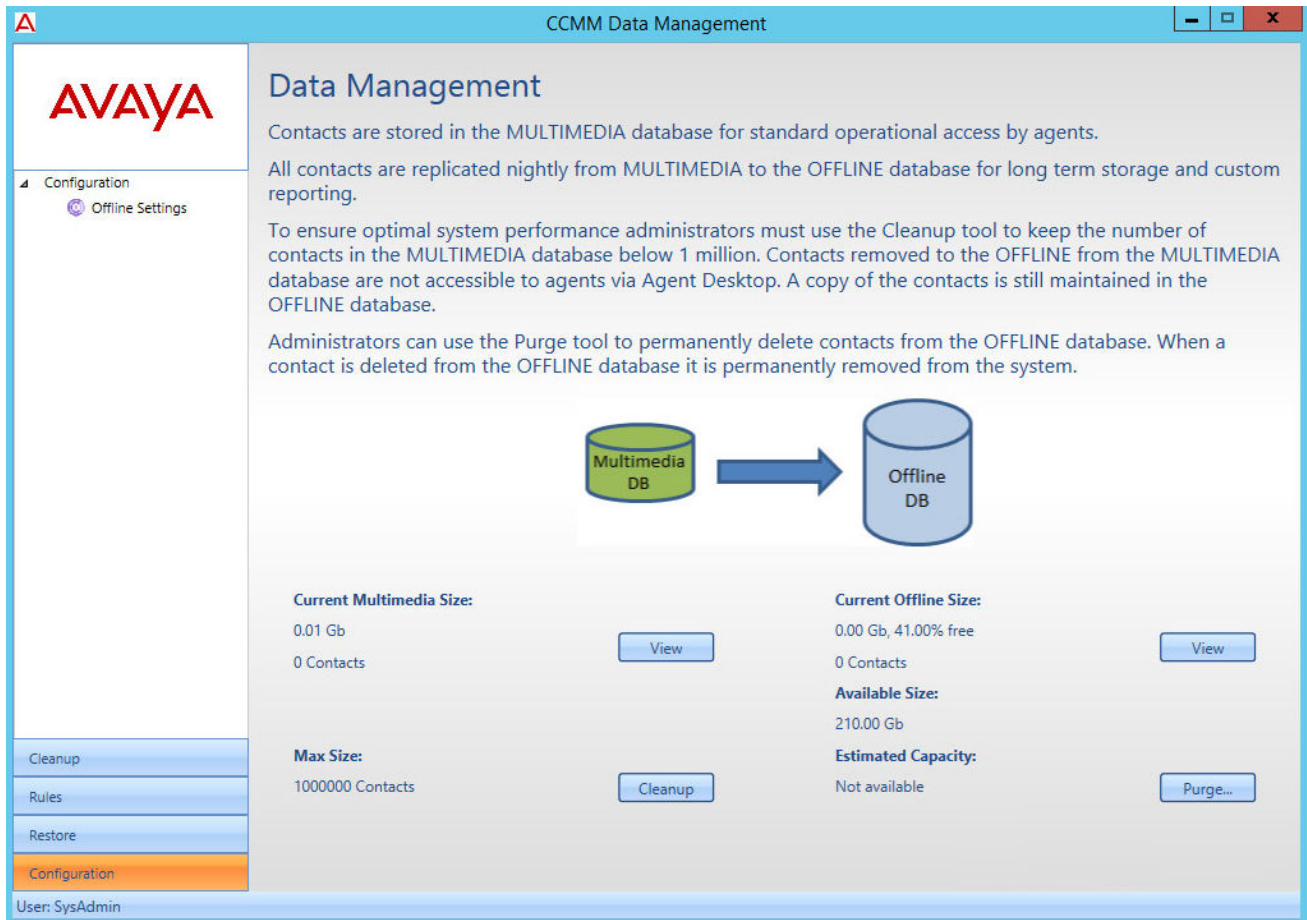 CCMM Data Management
AVAYA
Configuration
Offline Settings
Cleanup
Rules
Restore
Configuration
User: SysAdmin
Data Management
Contacts are stored in the MULTIMEDIA database for standard operational access by agents.
All contacts are replicated nightly from MULTIMEDIA to the OFFLINE database for long term storage and custom
reporting.
To ensure optimal system performance administrators must use the Cleanup tool to keep the number of
contacts in the MULTIMEDIA database below 1 million. Contacts removed to the OFFLINE from the MULTIMEDIA
database are not accessible to agents via Agent Desktop. A copy of the contacts is still maintained in the
OFFLINE database.
Administrators can use the Purge tool to permanently delete contacts from the OFFLINE database. When a
contact is deleted from the OFFLINE database it is permanently removed from the system.
Multimedia
DB
Offline
DB
Current Multimedia Size:
0.01 Gb
0 Contacts
View
Max Size:
1000000 Contacts
Cleanup
Current Offline Size:
0.00 Gb, 41.00% free
0 Contacts
View
Available Size:
210.00 Gb
Estimated Capacity:
Not available
Purge...